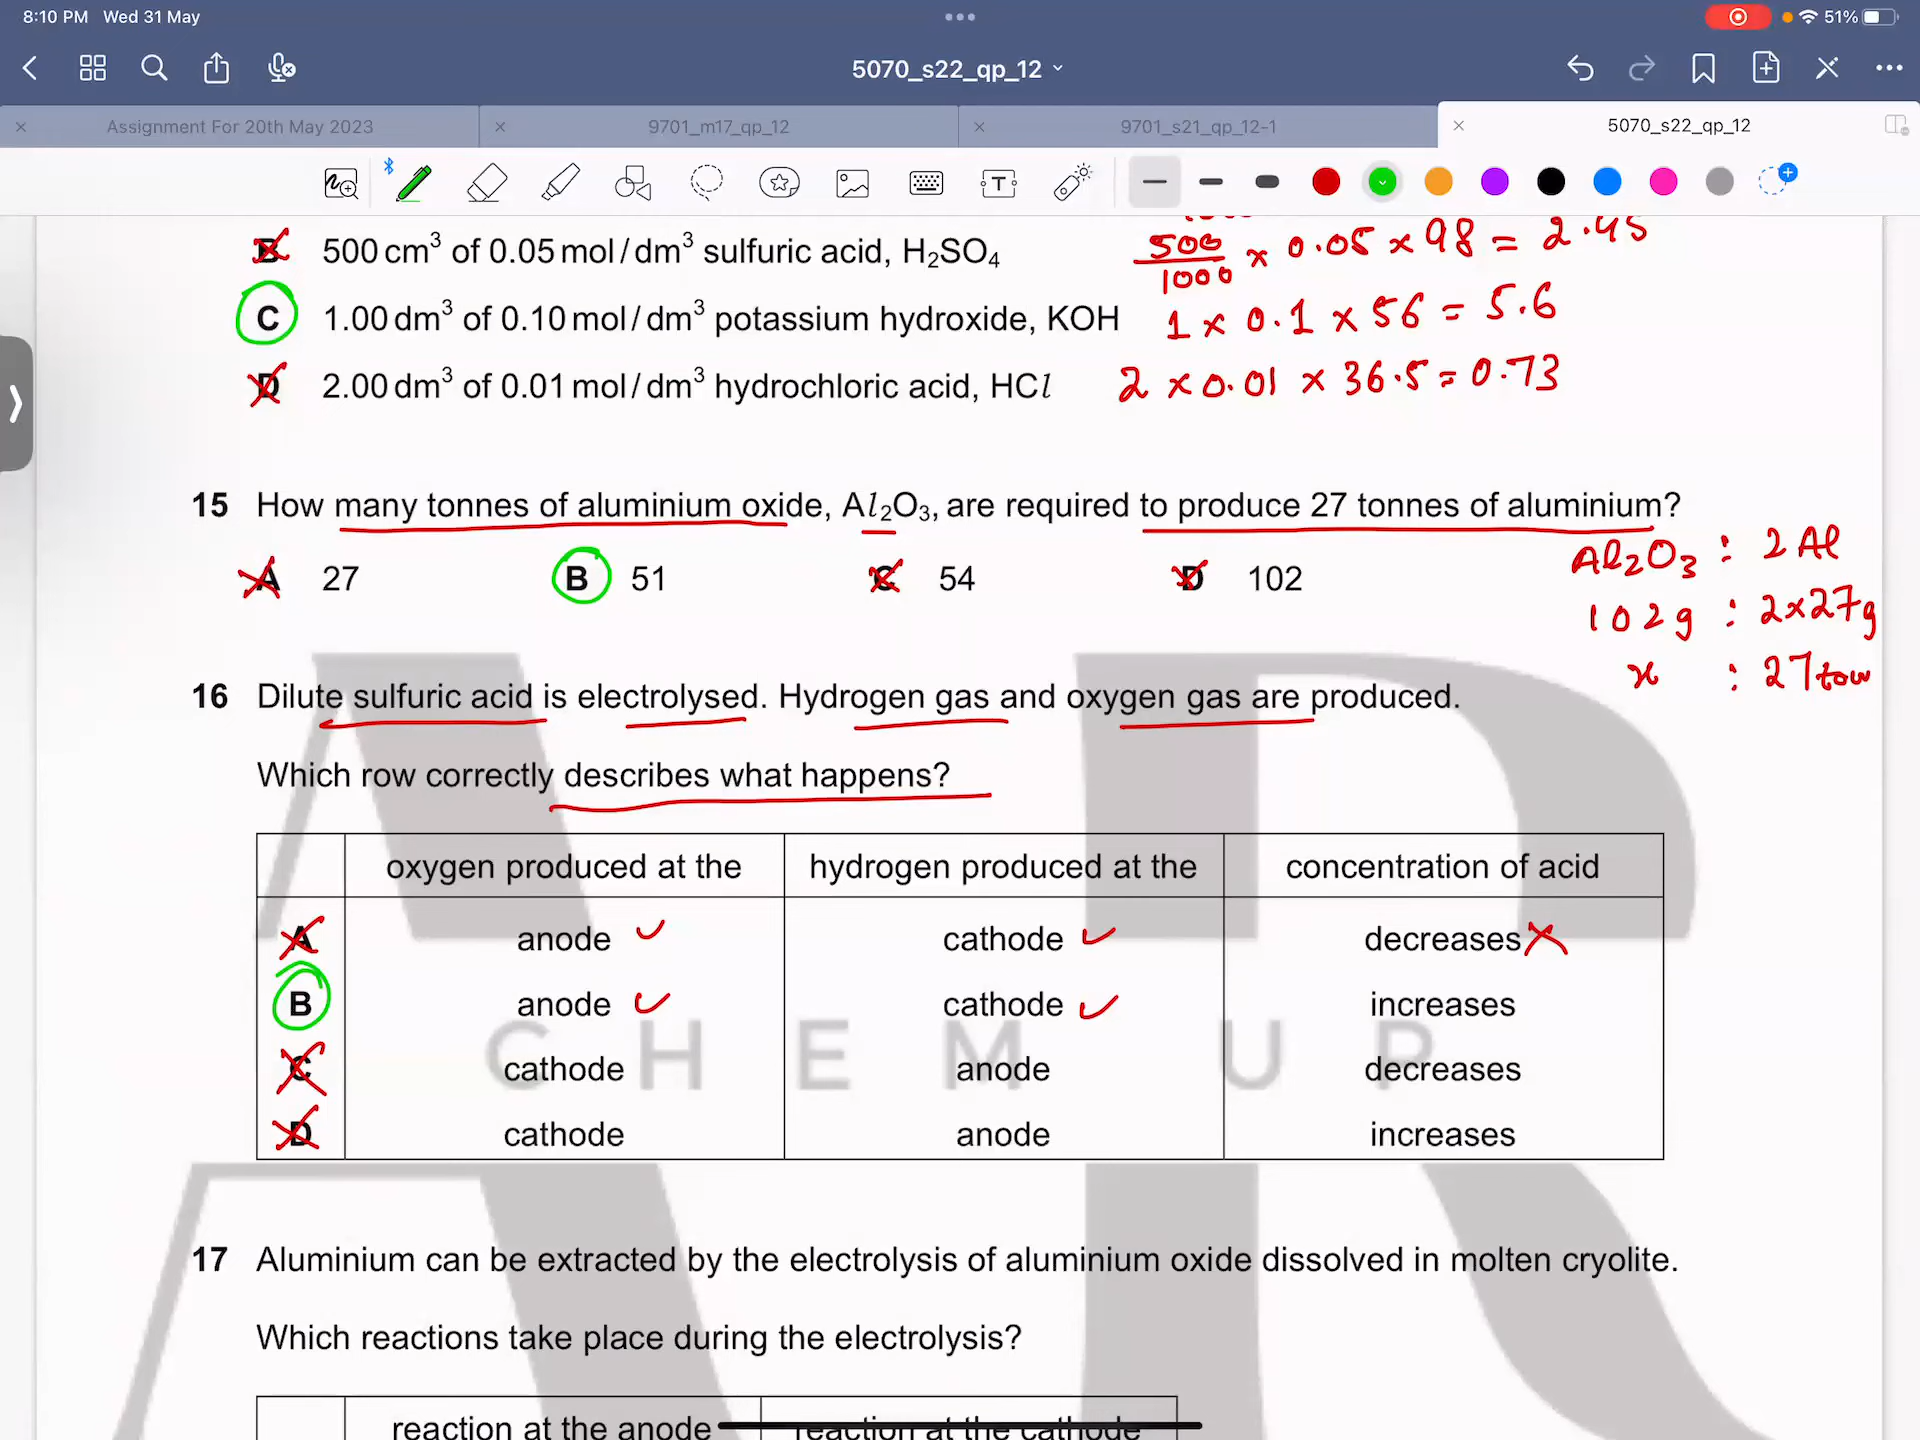 8:10 PM Wed 31 May
51%
5070_s22_qp_12
Assignment For 20th May 2023
9701_m17_qp_12
9701_s21_qp_12-1
5070_s22_qp_12
B 500 cm³ of 0.05 mol/dm³ sulfuric acid, H₂SO₄
500/1000 × 0.05 × 98 = 2.45
C 1.00 dm³ of 0.10 mol/dm³ potassium hydroxide, KOH
1 × 0.1 × 56 = 5.6
D 2.00 dm³ of 0.01 mol/dm³ hydrochloric acid, HCl
2 × 0.01 × 36.5 = 0.73
15 How many tonnes of aluminium oxide, Al₂O₃, are required to produce 27 tonnes of aluminium?
A 27 B 51 C 54 D 102
Al₂O₃ : 2Al
102g : 2×27g
x : 27
16 Dilute sulfuric acid is electrolysed. Hydrogen gas and oxygen gas are produced.
Which row correctly describes what happens?
oxygen produced at the hydrogen produced at the concentration of acid
A anode cathode decreases
B anode cathode increases
C cathode anode decreases
D cathode anode increases
CHEM UP
17 Aluminium can be extracted by the electrolysis of aluminium oxide dissolved in molten cryolite.
Which reactions take place during the electrolysis?
reaction at the anode reaction at the cathode